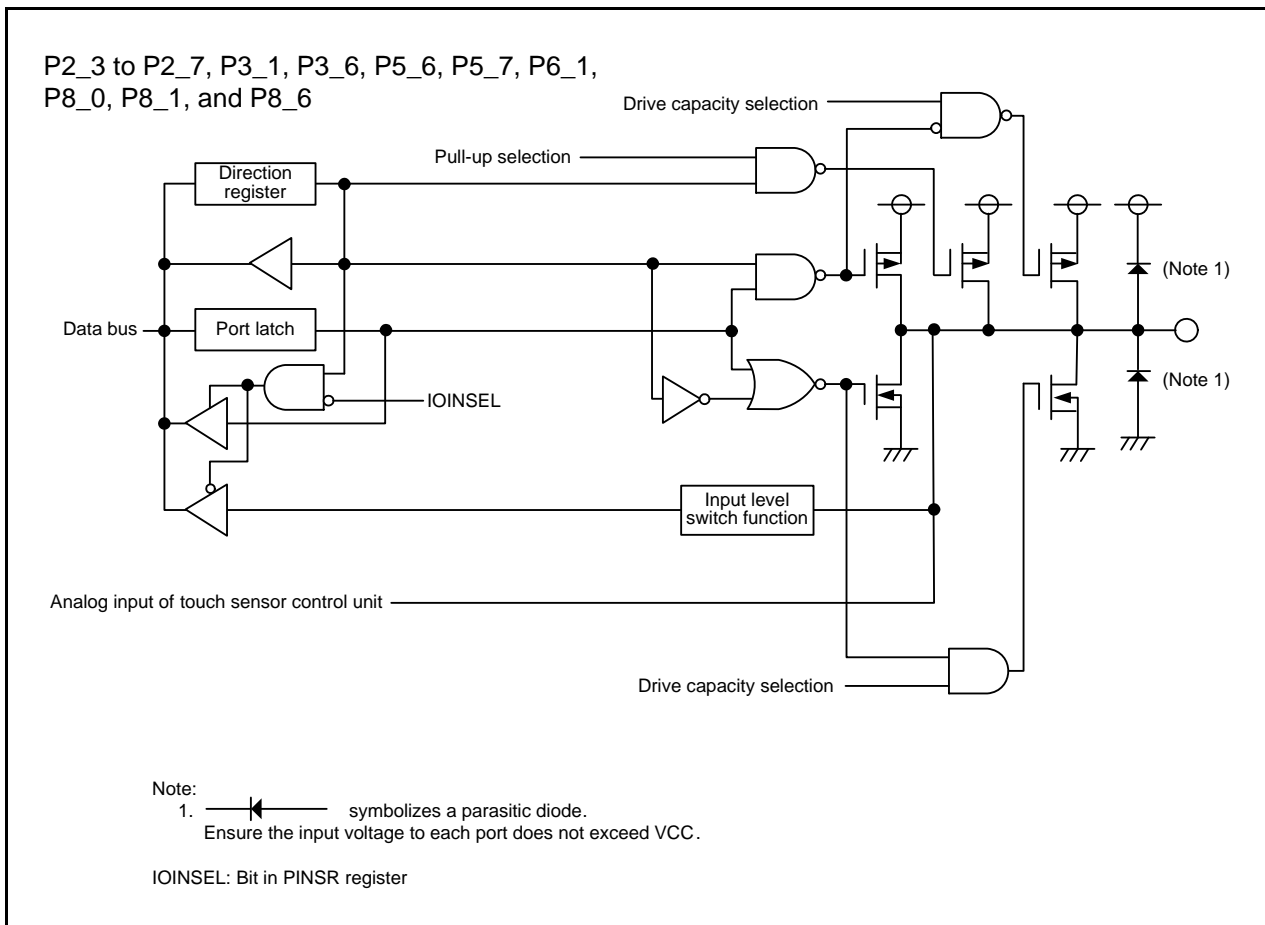 P2_3 to P2_7, P3_1, P3_6, P5_6, P5_7, P6_1,
P8_0, P8_1, and P8_6
Drive capacity selection
Pull-up selection
Direction
register
(Note 1)
Data bus
Port latch
IOINSEL
(Note 1)
Input level
switch function
Analog input of touch sensor control unit
Drive capacity selection
Note:
1. symbolizes a parasitic diode.
Ensure the input voltage to each port does not exceed VCC.
IOINSEL: Bit in PINSR register